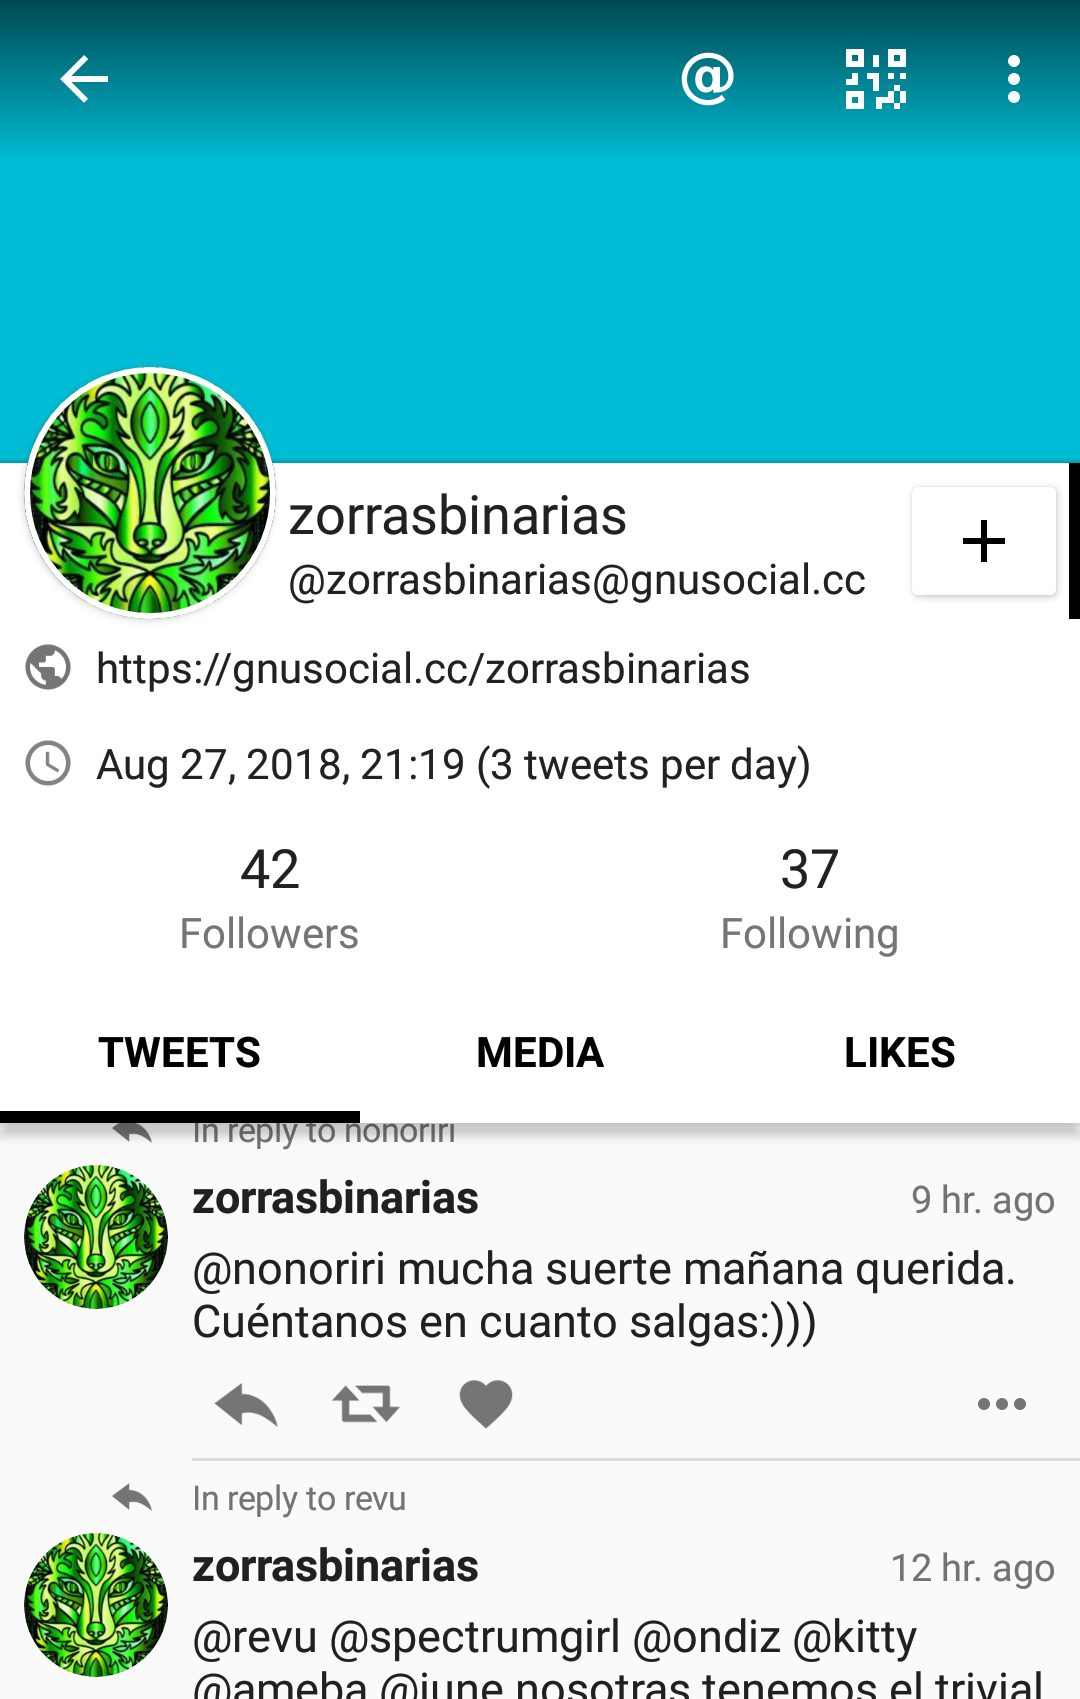 @
zorrasbinarias
@zorrasbinarias@gnusocial.cc
https://gnusocial.cc/zorrasbinarias
Aug 27, 2018, 21:19 (3 tweets per day)
42
Followers
37
Following
TWEETS MEDIA LIKES
In reply to nonoriri
zorrasbinarias 9 hr. ago
@nonoriri mucha suerte mañana querida.
Cuéntanos en cuanto salgas:)))
In reply to revu
zorrasbinarias 12 hr. ago
@revu @spectrumgirl @ondiz @kitty
@ameba @june nosotras tenemos el trivial